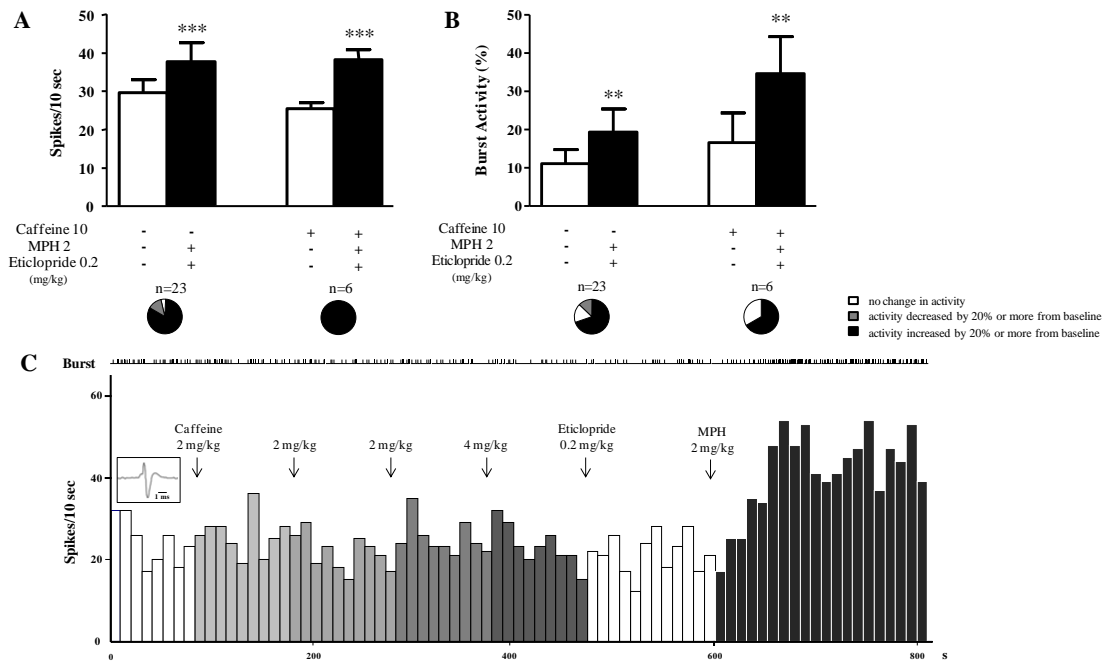 A
Spikes/10 sec
50
40
30
20
10
0
***
***
Caffeine 10 - - + +
MPH 2 - + - +
Eticlopride 0.2 - + - +
(mg/kg)
n=23 n=6
B
Burst Activity (%)
50
40
30
20
10
0
**
**
Caffeine 10 - - + +
MPH 2 - + - +
Eticlopride 0.2 - + - +
(mg/kg)
n=23 n=6
no change in activity
activity decreased by 20% or more from baseline
activity increased by 20% or more from baseline
C
Burst
Spikes/10 sec
60
40
20
0
Caffeine
2 mg/kg
2 mg/kg
2 mg/kg
4 mg/kg
Eticlopride
0.2 mg/kg
MPH
2 mg/kg
1 ms
0 200 400 600 800 s